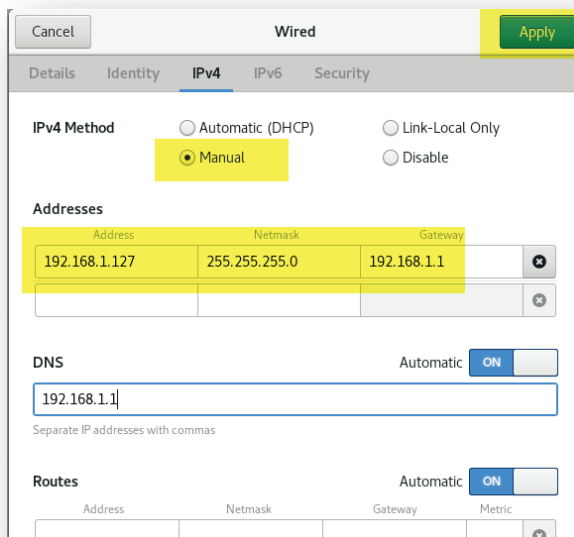 Cancel Wired Apply
Details Identity IPv4 IPv6 Security
IPv4 Method Automatic (DHCP) Link-Local Only
Manual Disable
Addresses
Address Netmask Gateway
192.168.1.127 255.255.255.0 192.168.1.1
DNS Automatic ON
192.168.1.1
Separate IP addresses with commas
Routes Automatic ON
Address Netmask Gateway Metric